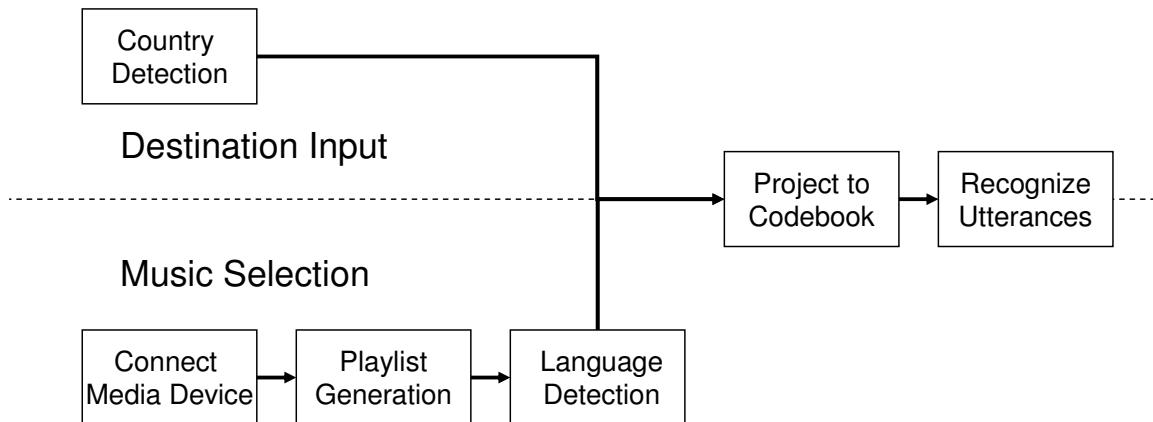 Country
Detection
Destination Input
Project to
Codebook
Recognize
Utterances
Music Selection
Connect
Media Device
Playlist
Generation
Language
Detection